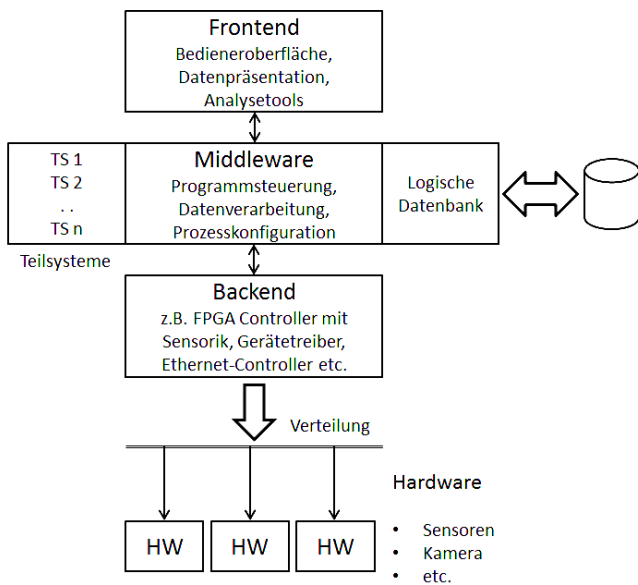 Frontend
Bedieneroberfläche,
Datenpräsentation,
Analysetools
TS 1
TS 2
. .
TS n
Teilsysteme
Middleware
Programmsteuerung,
Datenverarbeitung,
Prozesskonfiguration
Logische
Datenbank
Backend
z.B. FPGA Controller mit
Sensorik, Gerätetreiber,
Ethernet-Controller etc.
Verteilung
HW
HW
HW
Hardware
• Sensoren
• Kamera
• etc.